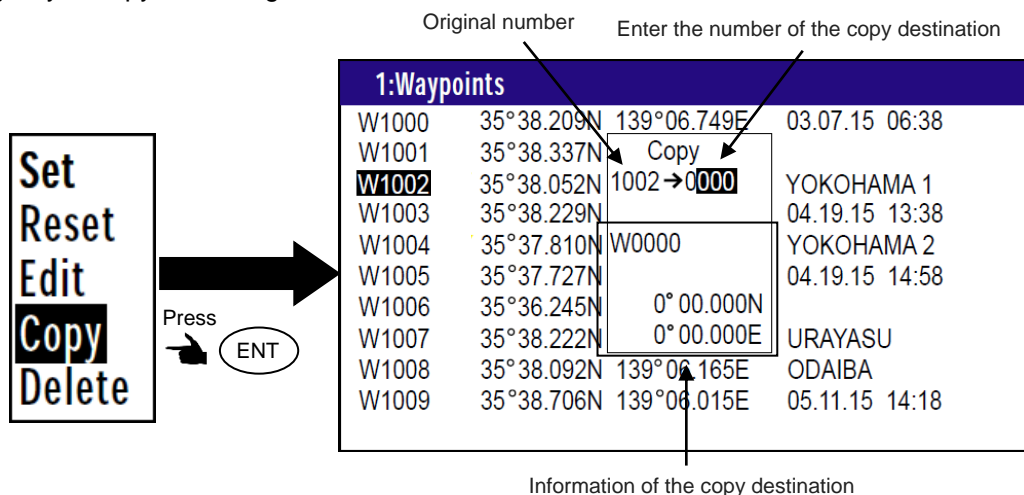 Original number
Enter the number of the copy destination
Set
Reset
Edit
Copy
Delete
Press
ENT
1:Waypoints
W1000 35°38.209N 139°06.749E 03.07.15 06:38
W1001 35°38.337N
W1002 35°38.052N YOKOHAMA 1
W1003 35°38.229N 04.19.15 13:38
W1004 35°37.810N YOKOHAMA 2
W1005 35°37.727N 04.19.15 14:58
W1006 35°36.245N
W1007 35°38.222N URAYASU
W1008 35°38.092N 139°06.165E ODAIBA
W1009 35°38.706N 139°06.015E 05.11.15 14:18
Copy
1002→0000
W0000
0°00.000N
0°00.000E
Information of the copy destination